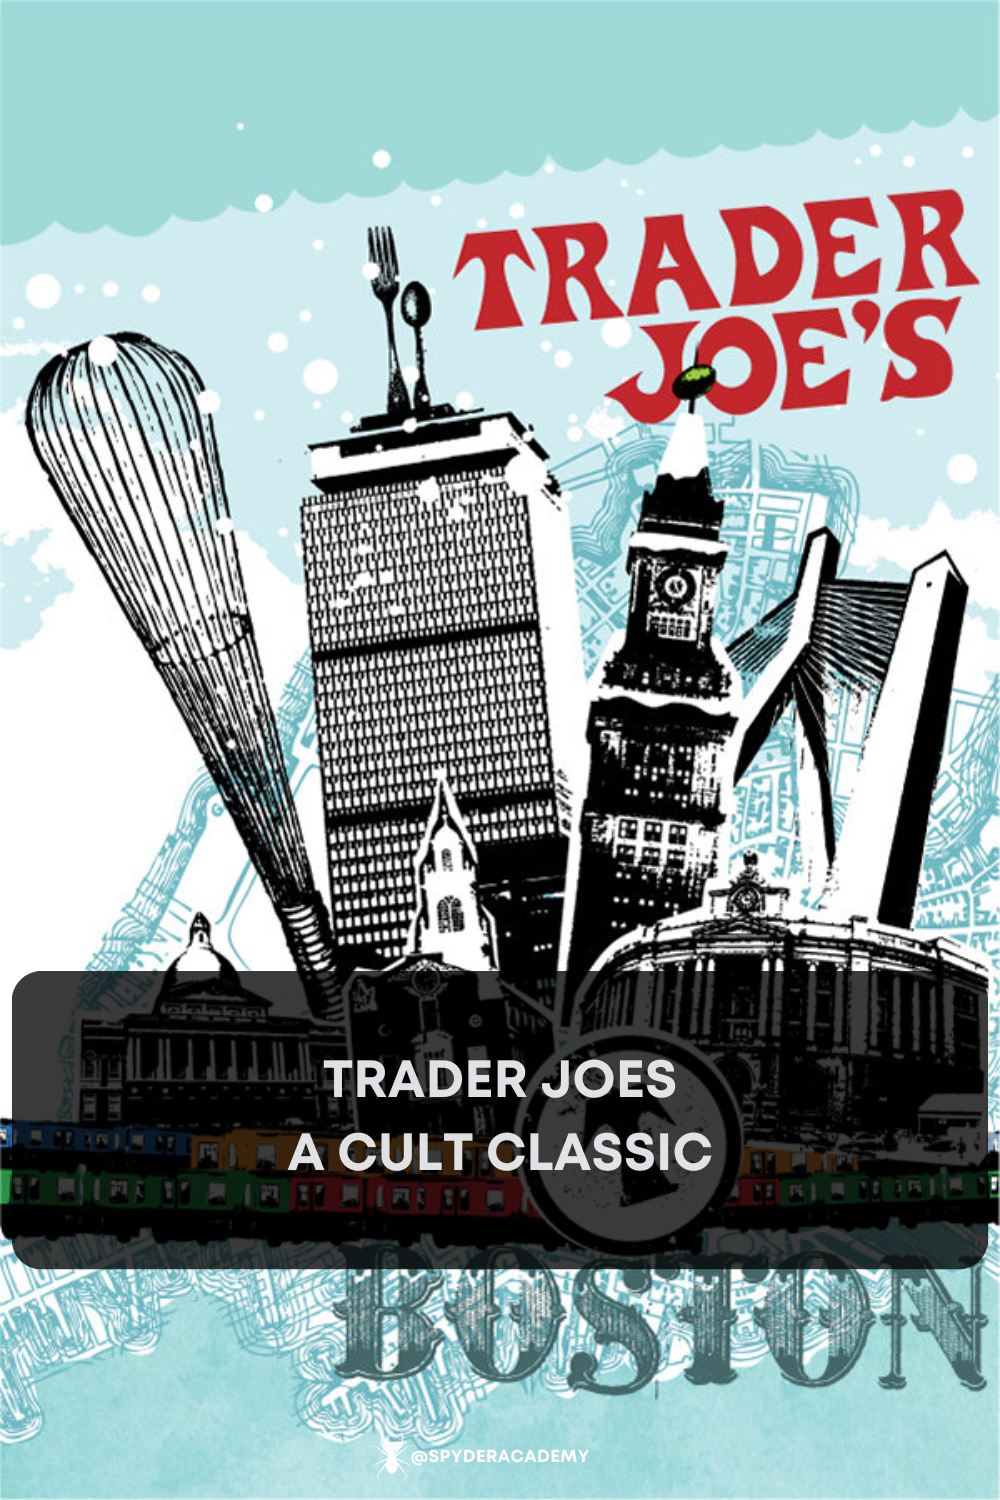 TRADER
JOE'S
TRADER JOES
A CULT CLASSIC
BOSTON
@SPYDERACADEMY